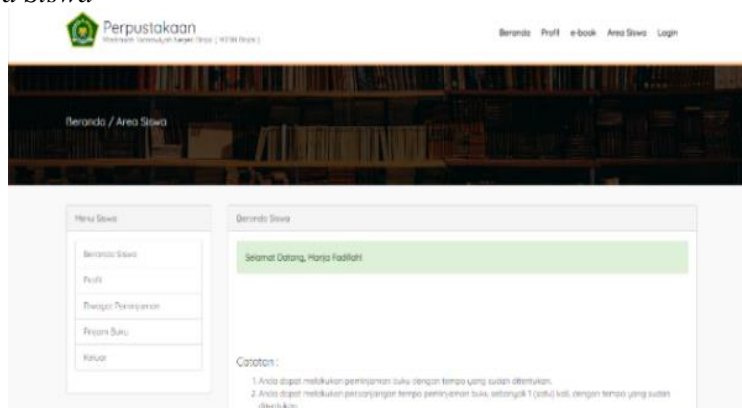 a Siswa
Perpustakaan
Beranda Profil e-book Area Siswa Login
Beranda / Area Siswa
Menu Siswa
Beranda Siswa
Profil
Riwayat Peminjaman
Pinjam Buku
Keluar
Beranda Siswa
Selamat Datang, Harja Fadillah!
Catatan :
1. Anda dapat melakukan peminjaman buku dengan tempo yang sudah ditentukan.
2. Anda dapat melakukan perpanjangan tempo peminjaman buku, sebanyak 1 (satu) kali, dengan tempo yang sudah
ditentukan.